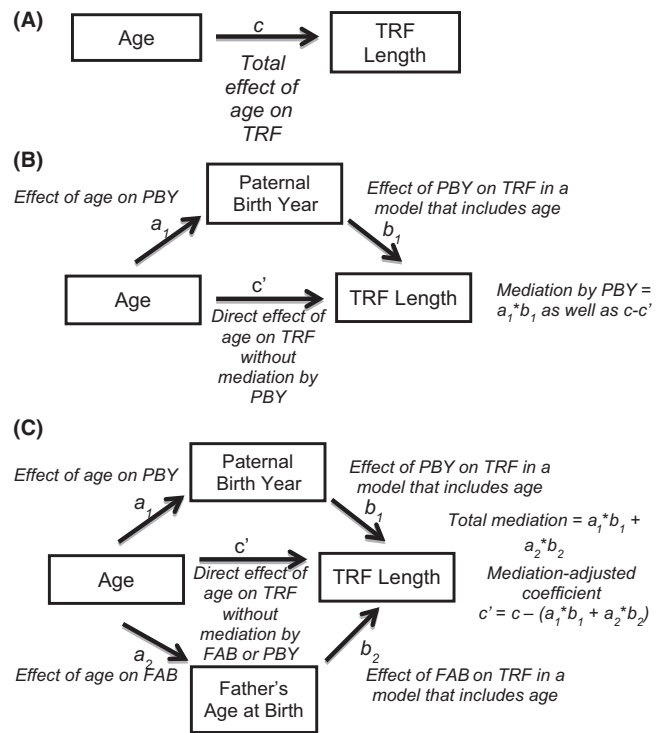 (A)
Age
c
TRF
Length
Total
effect of
age on
TRF
(B)
Effect of age on PBY
Paternal
Birth Year
Effect of PBY on TRF in a
model that includes age
a1
b1
Age
c’
TRF Length
Direct effect of
age on TRF
without
mediation by
PBY
Mediation by PBY =
a1*b1 as well as c-c’
(C)
Effect of age on PBY
Paternal
Birth Year
Effect of PBY on TRF in a
model that includes age
a1
b1
Total mediation = a1*b1 +
a2*b2
Age
c’
TRF Length
Direct effect of
age on TRF
without
mediation by
FAB or PBY
Mediation-adjusted
coefficient
c’ = c – (a1*b1 + a2*b2)
a2
b2
Effect of age on FAB
Father’s
Age at Birth
Effect of FAB on TRF in a
model that includes age